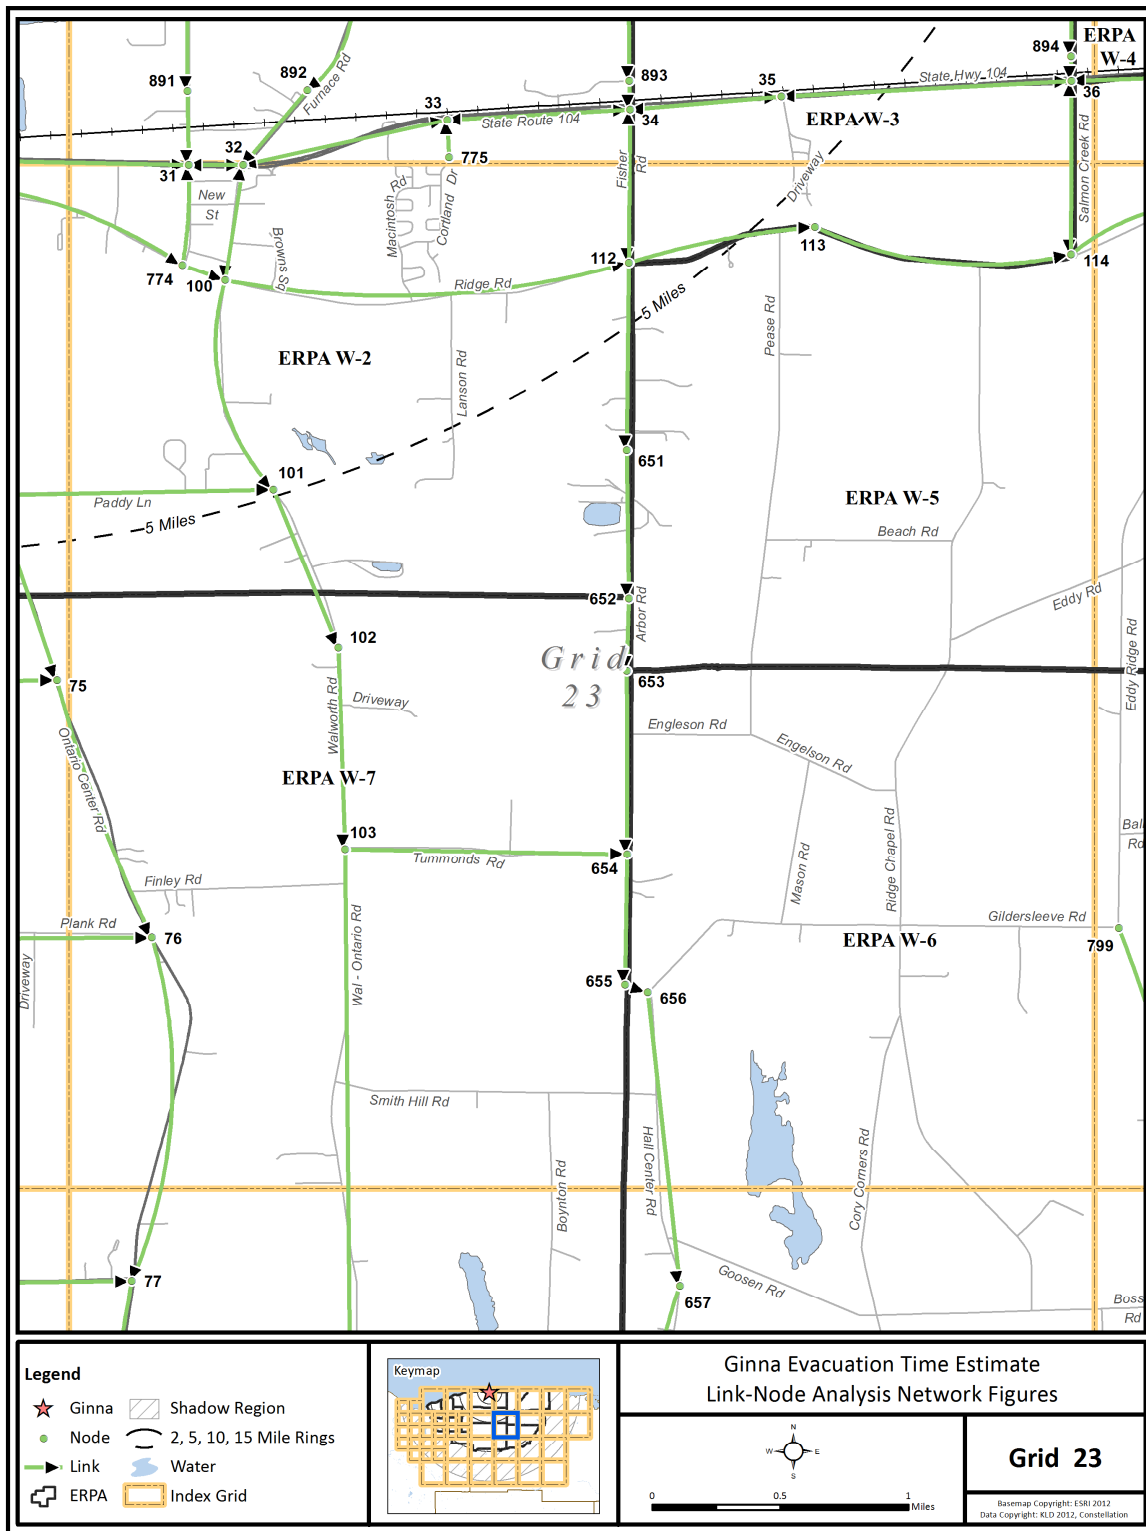 ERPA
W-4
894
891
892
Furnace Rd
893
35
State Hwy 104
36
33
State Route 104
34
ERPA W-3
32
31
775
Fisher
Rd
Driveway
Salmon Creek Rd
New
St
Macintosh Rd
Cortland Dr
Browns Sq
774
100
112
113
114
Ridge Rd
5 Miles
ERPA W-2
Lanson Rd
Pease Rd
651
101
Paddy Ln
5 Miles
ERPA W-5
Beach Rd
652
Arbor Rd
Eddy Rd
102
Grid
23
653
Eddy Ridge Rd
75
Walworth Rd
Driveway
Engleson Rd
Engelson Rd
Ontario Center Rd
ERPA W-7
103
Tummonds Rd
654
Mason Rd
Ridge Chapel Rd
Bal
Rd
Finley Rd
Plank Rd
76
Wal - Ontario Rd
Gildersleeve Rd
ERPA W-6
799
Driveway
655
656
Smith Hill Rd
Hall Center Rd
Boynton Rd
Cory Corners Rd
77
Goosen Rd
657
Boss
Rd
Legend
Ginna
Shadow Region
Node
2, 5, 10, 15 Mile Rings
Link
Water
ERPA
Index Grid
Keymap
Ginna Evacuation Time Estimate
Link-Node Analysis Network Figures
N
W
E
S
0
0.5
1
Miles
Grid 23
Basemap Copyright: ESRI 2012
Data Copyright: KLD 2012, Constellation